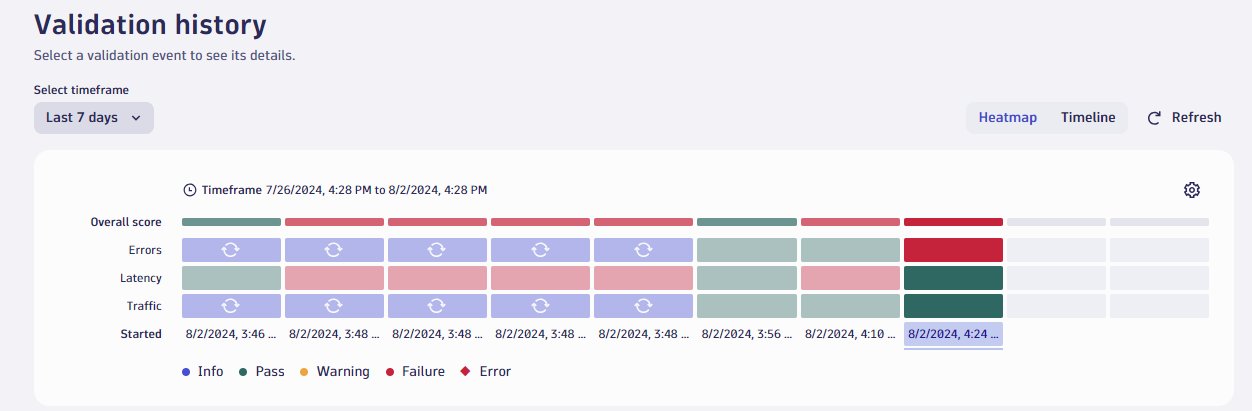 Validation history
Select a validation event to see its details.
Select timeframe
Last 7 days
Heatmap Timeline Refresh
Timeframe 7/26/2024, 4:28 PM to 8/2/2024, 4:28 PM
Overall score
Errors
Latency
Traffic
Started 8/2/2024, 3:46 ... 8/2/2024, 3:48 ... 8/2/2024, 3:48 ... 8/2/2024, 3:48 ... 8/2/2024, 3:48 ... 8/2/2024, 3:56 ... 8/2/2024, 4:10 ... 8/2/2024, 4:24 ...
Info Pass Warning Failure Error